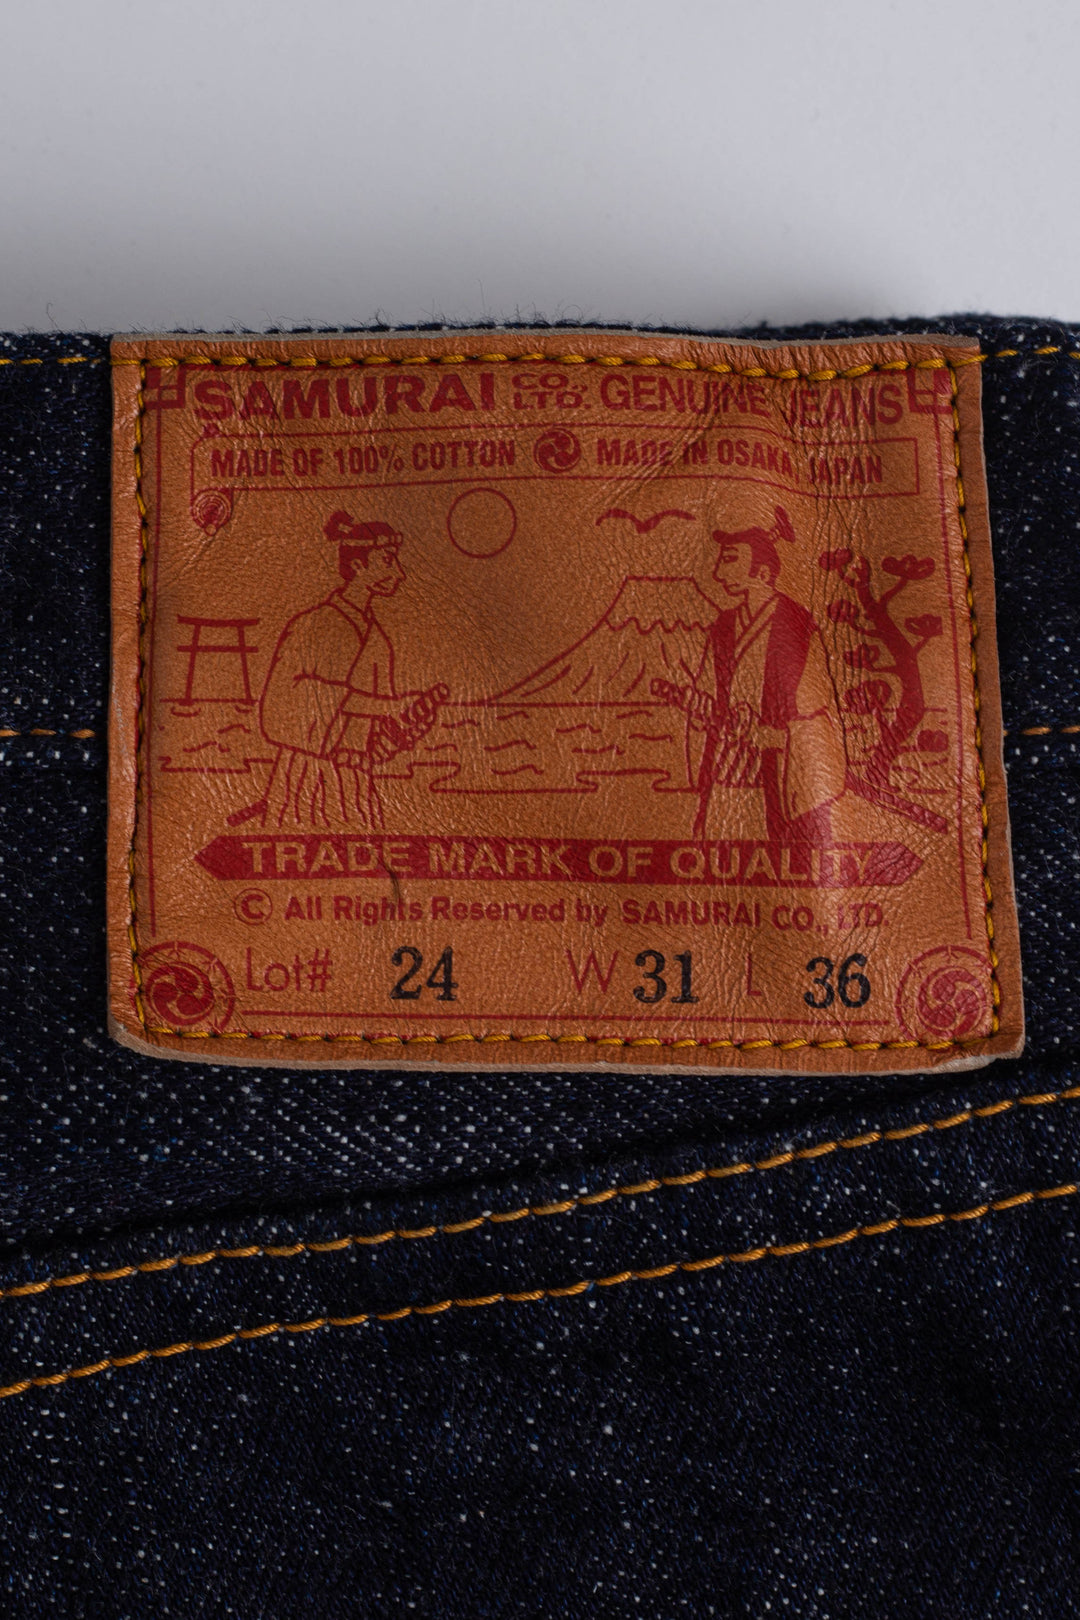 SAMURAI CO., LTD. GENUINE JEANS
MADE OF 100% COTTON MADE IN OSAKA, JAPAN
TRADE MARK OF QUALITY
© All Rights Reserved by SAMURAI CO., LTD.
Lot# 24 W 31 L 36